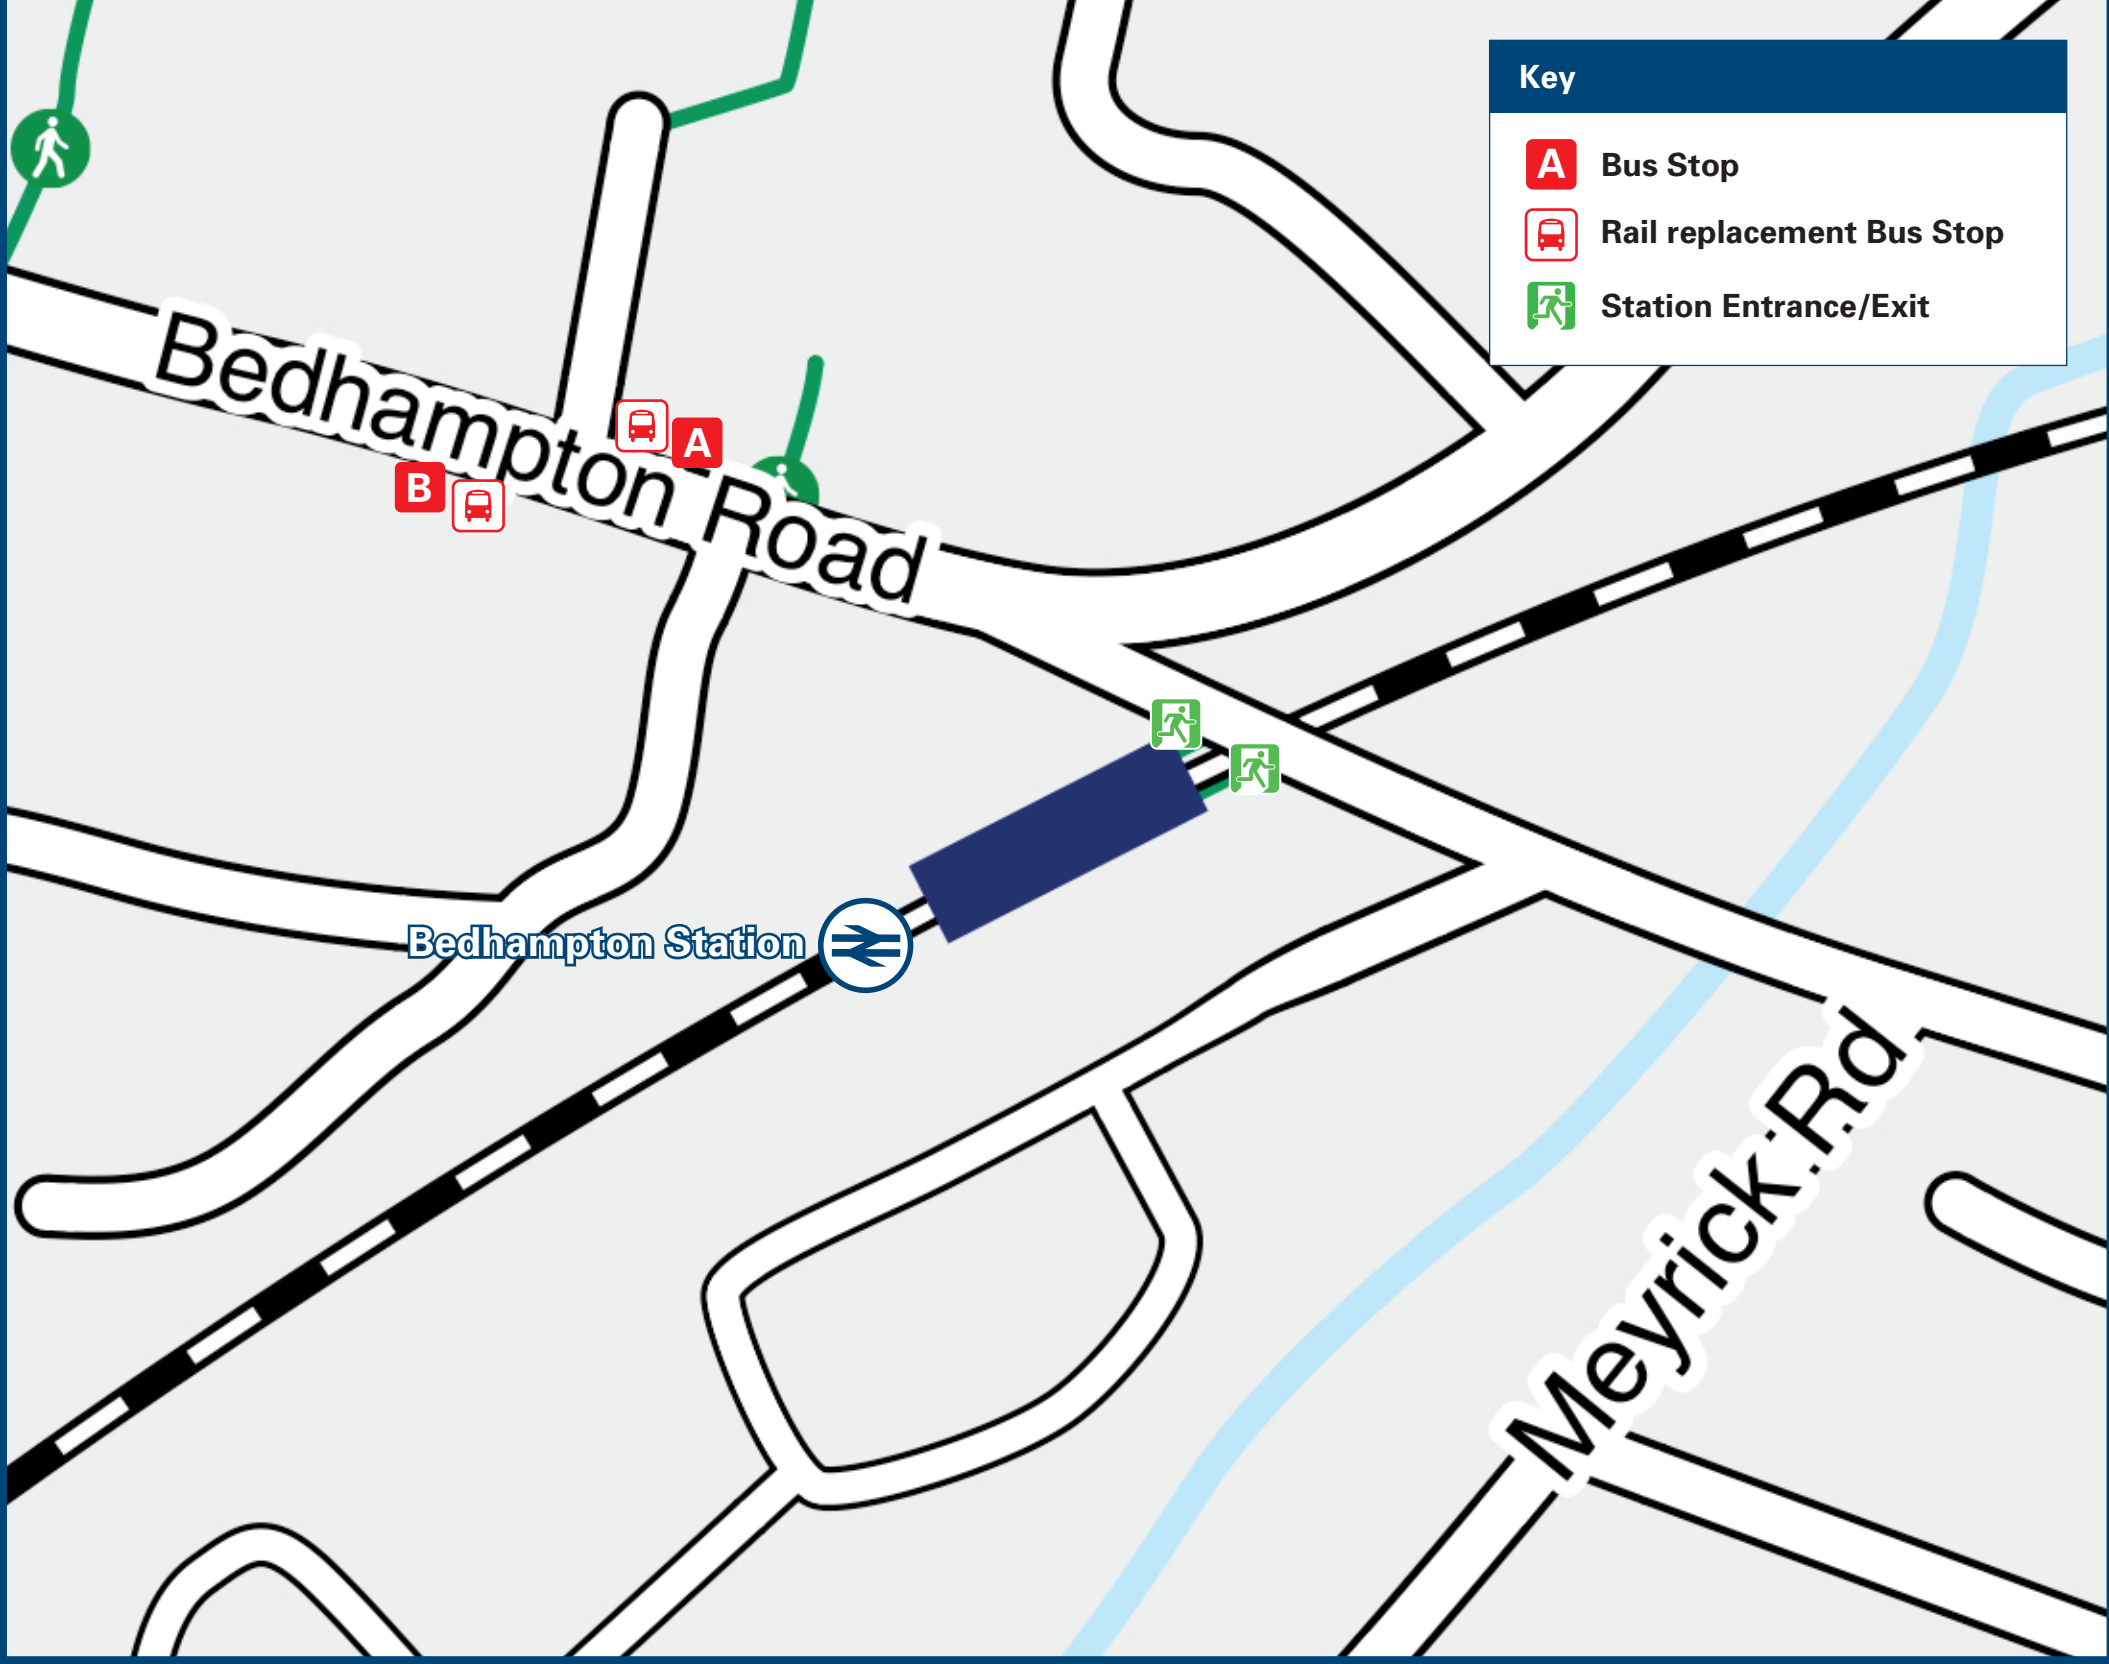 Key
A Bus Stop
Rail replacement Bus Stop
Station Entrance/Exit
Bedhampton Road
A
B
Bedhampton Station
Meyrick Rd